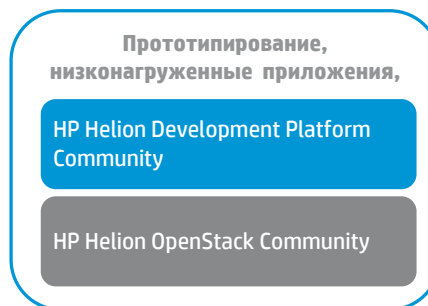 Прототипирование,
низконагруженные приложения,
HP Helion Development Platform
Community
HP Helion OpenStack Community